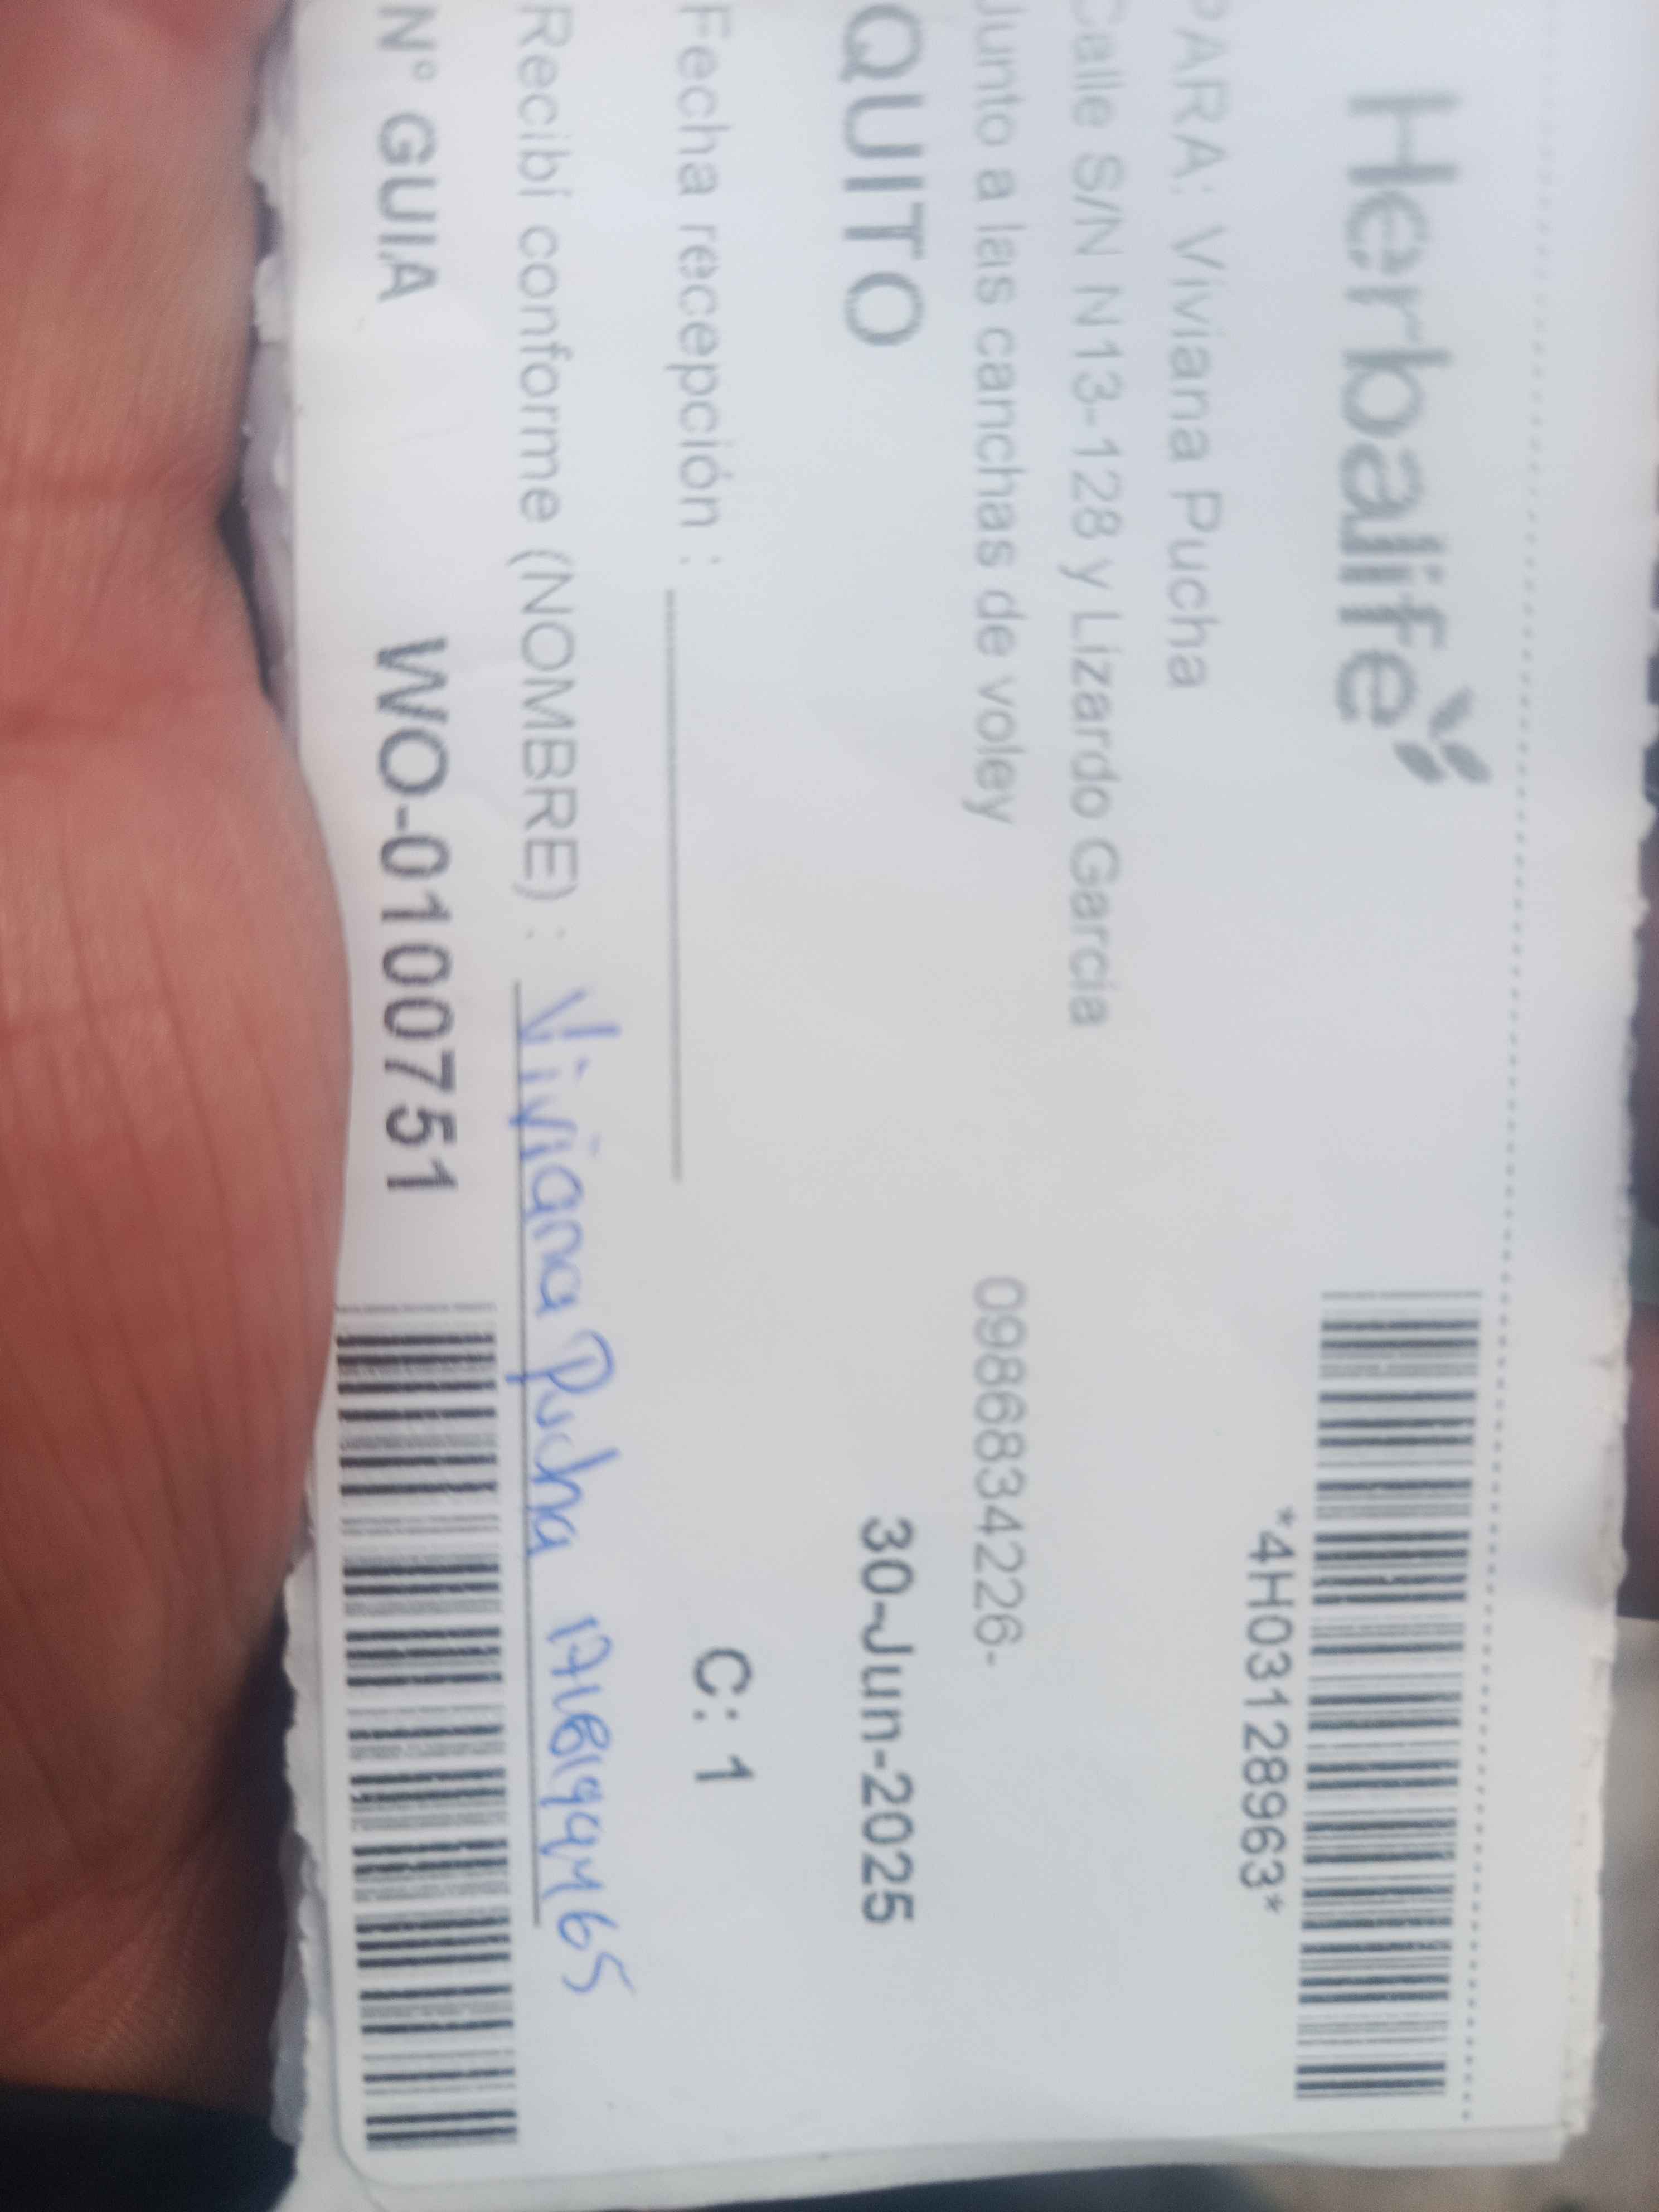 Herbalife
*4H03128963*
PARA: Viviana Pucha
Calle S/N N13-128 y Lizardo Garcia
Junto a las canchas de voley 0986834226-
QUITO 30-Jun-2025
Fecha recepción : C: 1
Recibí conforme (NOMBRE) : Viviana Pucha
N° GUIA WO-0100751